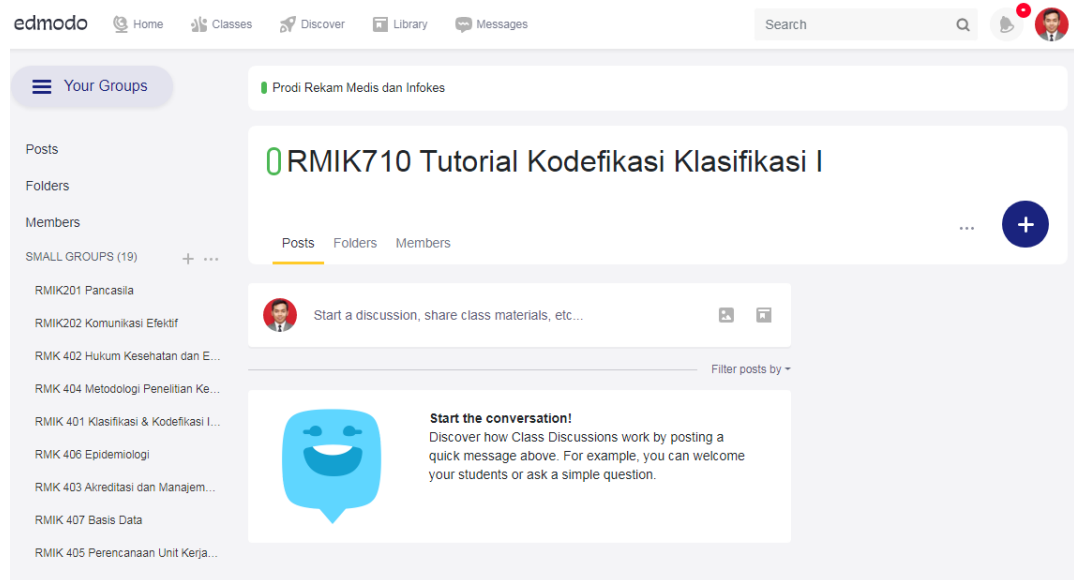 edmodo
Home
Classes
Discover
Library
Messages
Search
Your Groups
Posts
Folders
Members
SMALL GROUPS (19)
RMIK201 Pancasila
RMIK202 Komunikasi Efektif
RMK 402 Hukum Kesehatan dan E...
RMK 404 Metodologi Penelitian Ke...
RMIK 401 Klasifikasi & Kodefikasi I...
RMK 406 Epidemiologi
RMK 403 Akreditasi dan Manajem...
RMIK 407 Basis Data
RMIK 405 Perencanaan Unit Kerja...
Prodi Rekam Medis dan Infokes
RMIK710 Tutorial Kodefikasi Klasifikasi I
Posts
Folders
Members
Start a discussion, share class materials, etc...
Filter posts by
Start the conversation!
Discover how Class Discussions work by posting a
quick message above. For example, you can welcome
your students or ask a simple question.